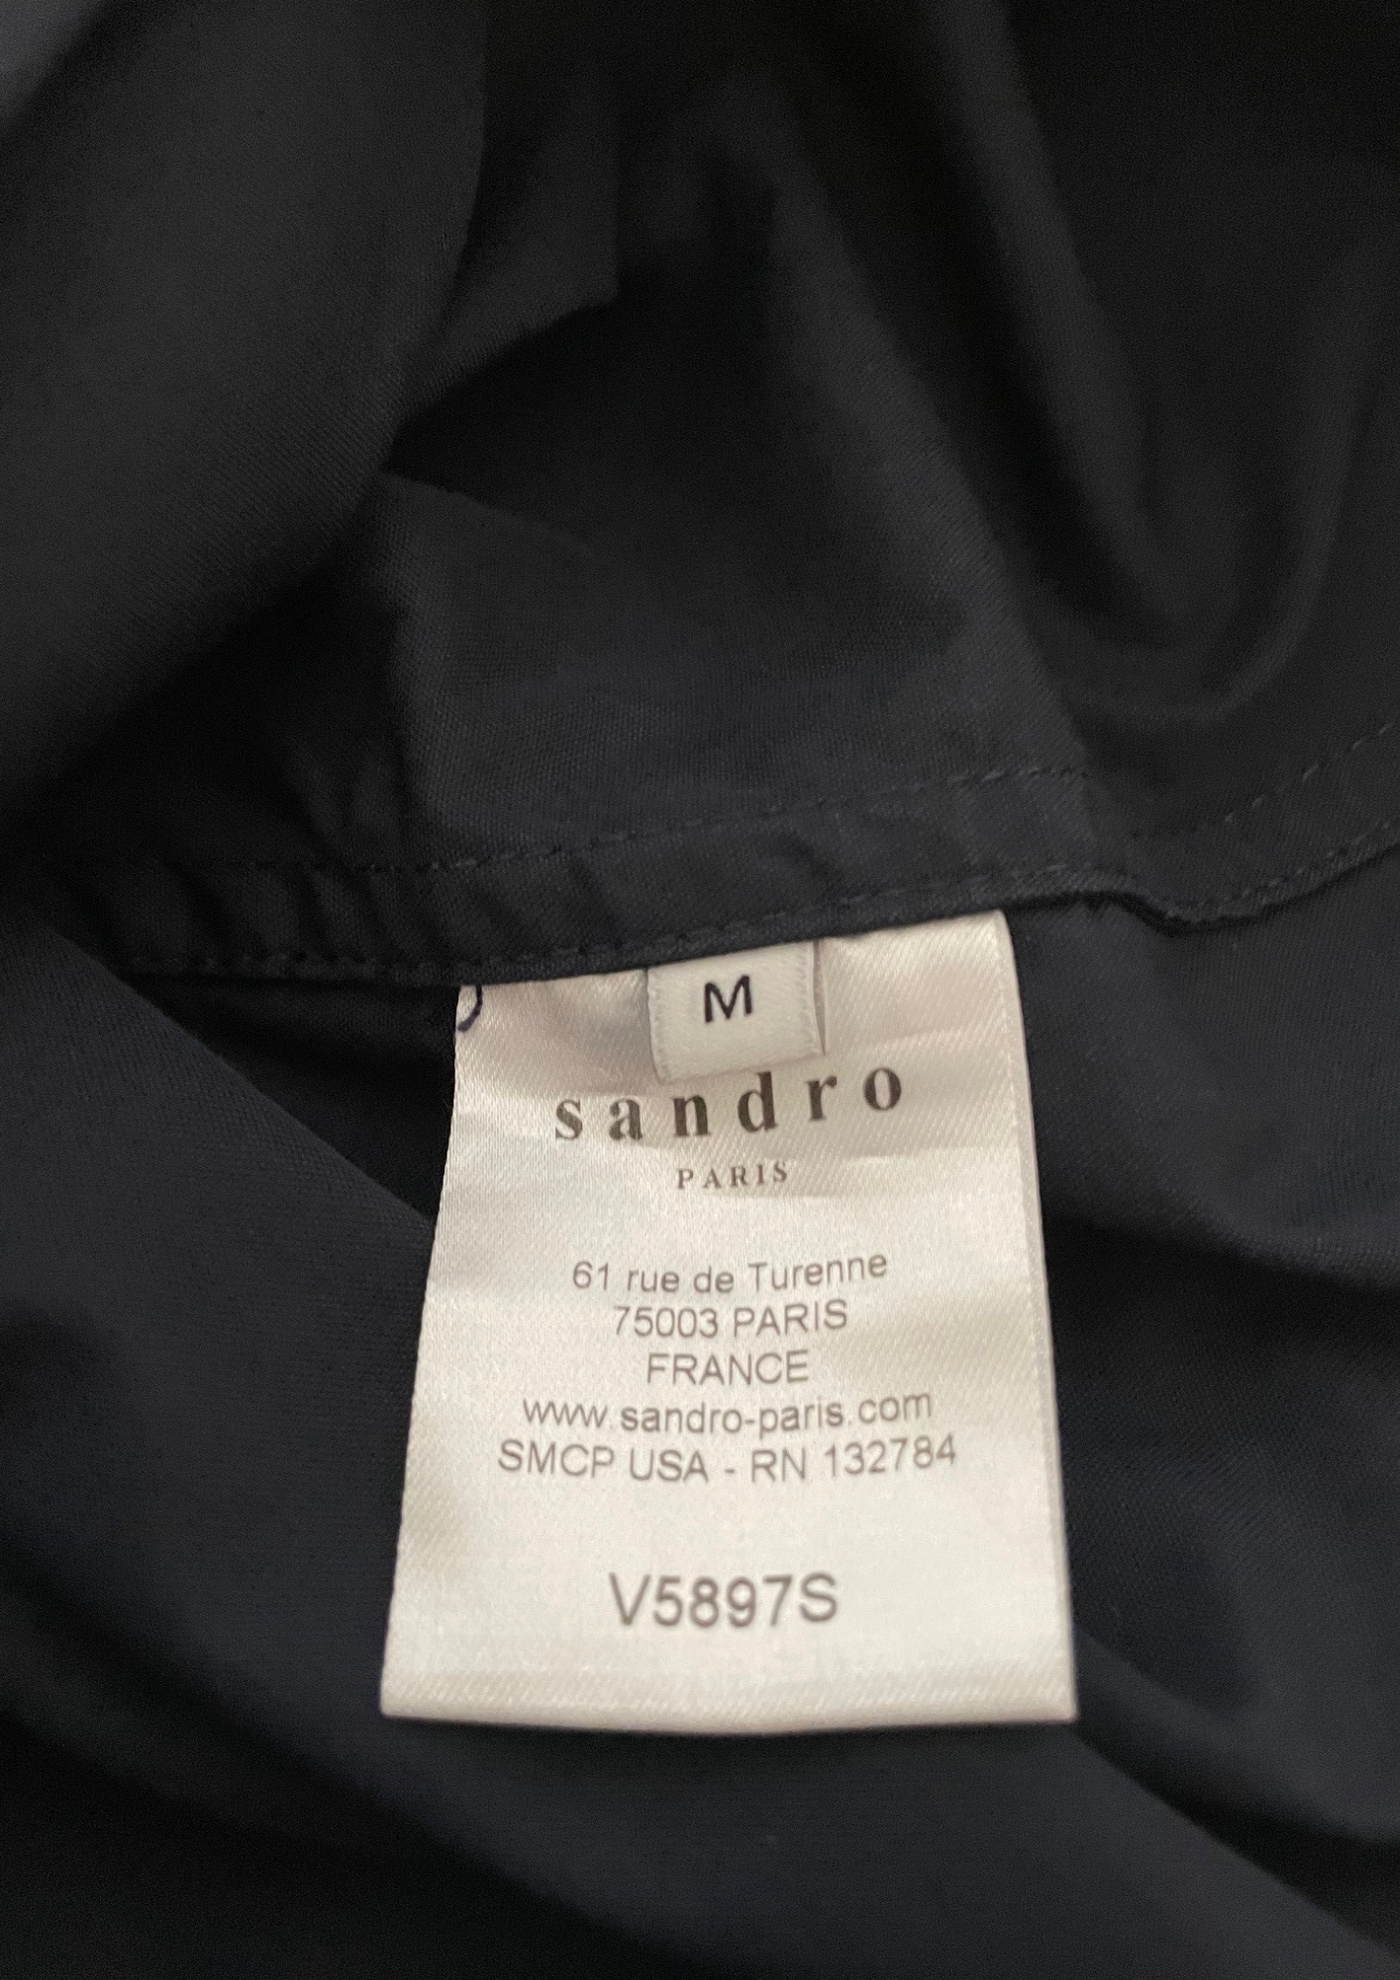 M
sandro
PARIS
61 rue de Turenne
75003 PARIS
FRANCE
www.sandro-paris.com
SMCP USA - RN 132784
V5897S